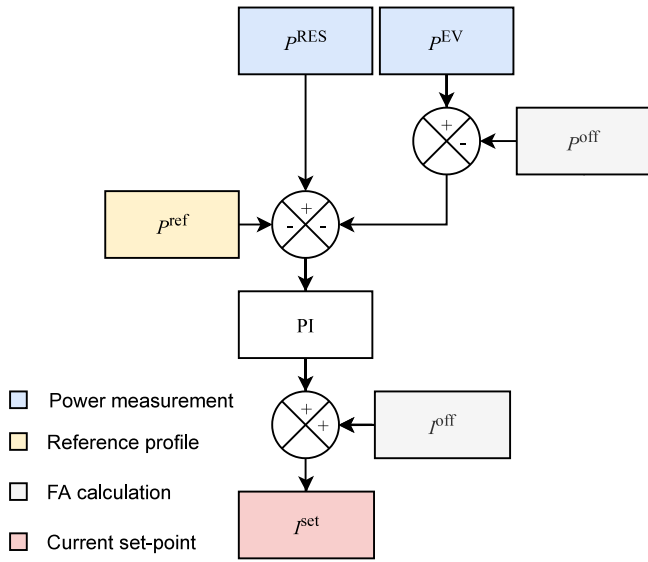 P^RES
P^EV
+
-
P^off
P^ref
+
-
-
PI
+
+
I^off
I^set
Power measurement
Reference profile
FA calculation
Current set-point